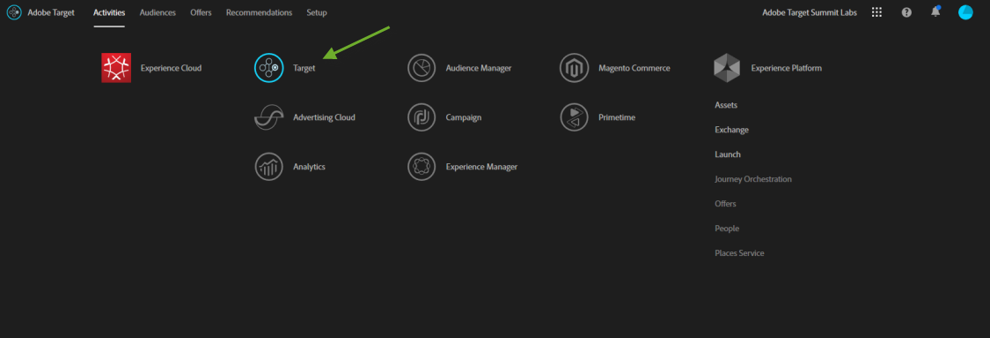 Adobe Target Activities Audiences Offers Recommendations Setup Adobe Target Summit Labs
Experience Cloud Target Audience Manager Magento Commerce Experience Platform
Assets
Advertising Cloud Campaign Primetime
Exchange
Launch
Analytics Experience Manager
Journey Orchestration
Offers
People
Places Service